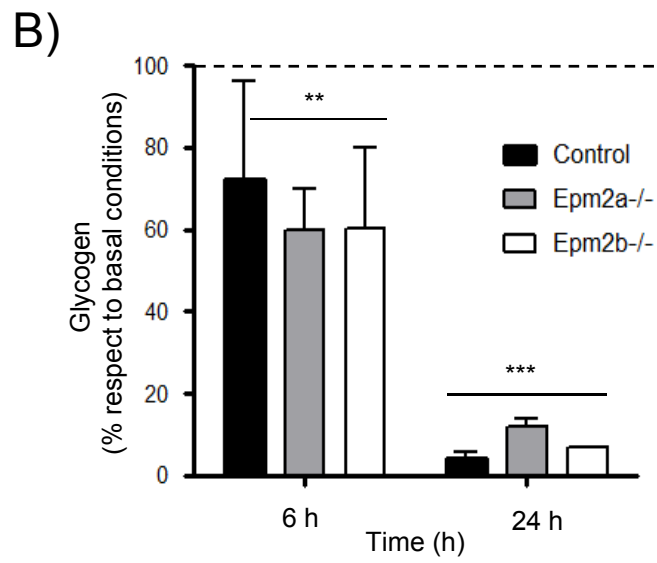 B)
Glycogen
(% respect to basal conditions)
100
80
60
40
20
0
**
***
Control
Epm2a-/-
Epm2b-/-
6 h
24 h
Time (h)